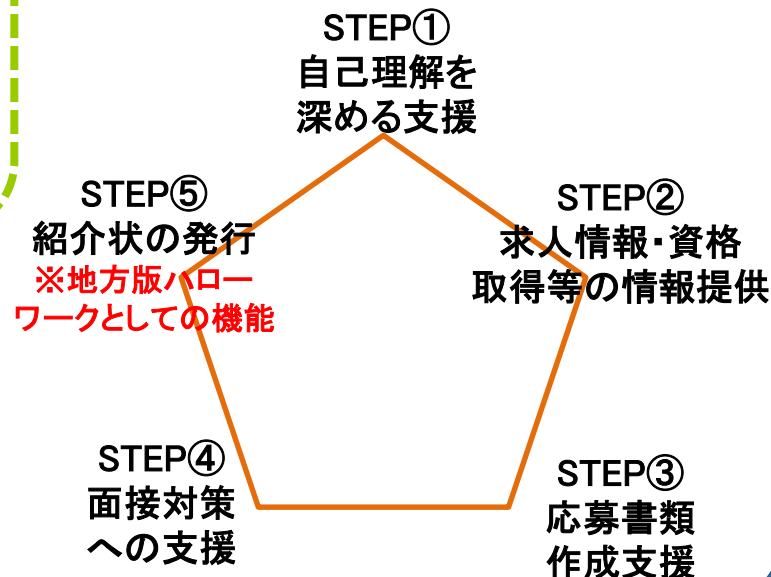 STEP①
自己理解を
深める支援
STEP②
求人情報・資格
取得等の情報提供
STEP③
応募書類
作成支援
STEP④
面接対策
への支援
STEP⑤
紹介状の発行
※地方版ハロー
ワークとしての機能